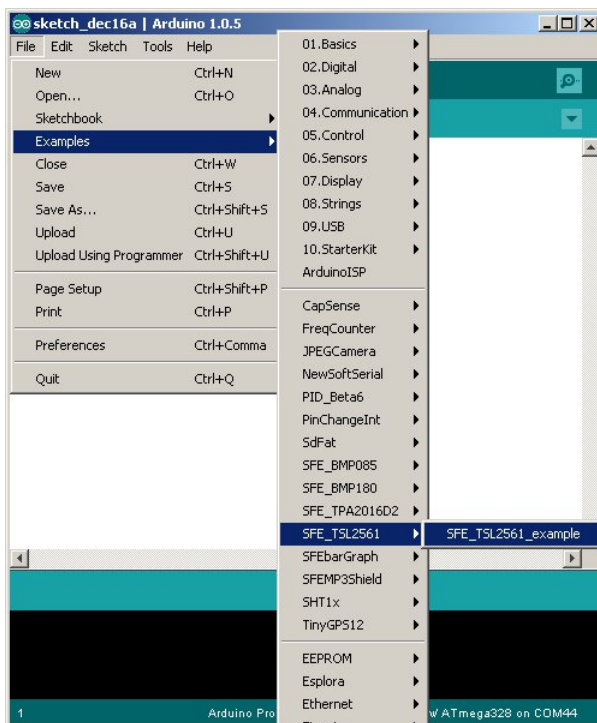 sketch_dec16a | Arduino 1.0.5
File Edit Sketch Tools Help
New Ctrl+N
Open... Ctrl+O
Sketchbook
Examples
Close Ctrl+W
Save Ctrl+S
Save As... Ctrl+Shift+S
Upload Ctrl+U
Upload Using Programmer Ctrl+Shift+U
Page Setup Ctrl+Shift+P
Print Ctrl+P
Preferences Ctrl+Comma
Quit Ctrl+Q
01.Basics
02.Digital
03.Analog
04.Communication
05.Control
06.Sensors
07.Display
08.Strings
09.USB
10.StarterKit
ArduinoISP
CapSense
FreqCounter
JPEGCamera
NewSoftSerial
PID_Beta6
PinChangeInt
SdFat
SFE_BMP085
SFE_BMP180
SFE_TPA2016D2
SFE_TSL2561
SFEbarGraph
SFEMP3Shield
SHT1x
TinyGPS12
EEPROM
Esplora
Ethernet
SFE_TSL2561_example
1 Arduino Pro ATmega328 on COM44